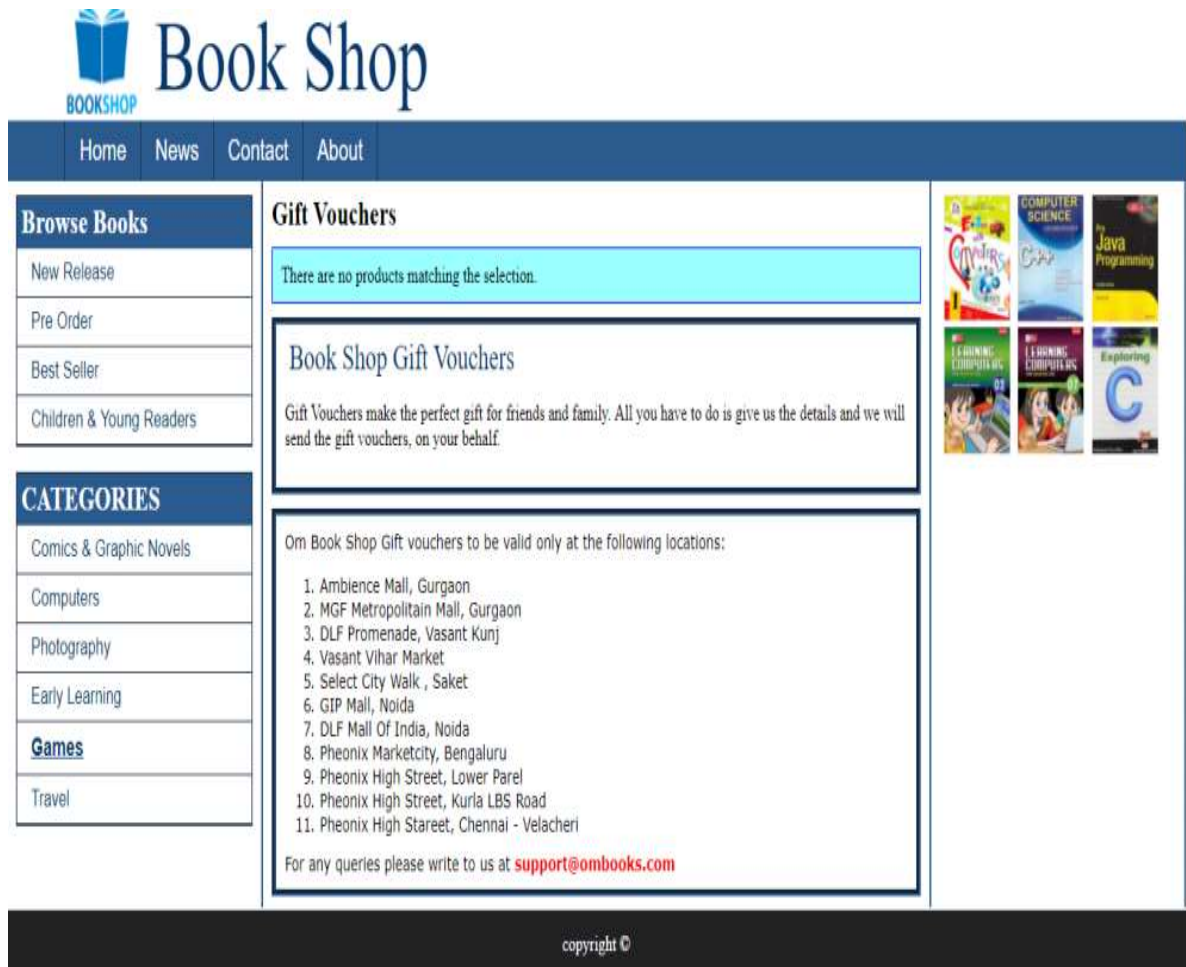 BOOKSHOP
Book Shop
Home News Contact About
Browse Books
New Release
Pre Order
Best Seller
Children & Young Readers
CATEGORIES
Comics & Graphic Novels
Computers
Photography
Early Learning
Games
Travel
Gift Vouchers
There are no products matching the selection.
Book Shop Gift Vouchers
Gift Vouchers make the perfect gift for friends and family. All you have to do is give us the details and we will
send the gift vouchers, on your behalf.
Om Book Shop Gift vouchers to be valid only at the following locations:
1. Ambience Mall, Gurgaon
2. MGF Metropolitain Mall, Gurgaon
3. DLF Promenade, Vasant Kunj
4. Vasant Vihar Market
5. Select City Walk , Saket
6. GIP Mall, Noida
7. DLF Mall Of India, Noida
8. Pheonix Marketcity, Bengaluru
9. Pheonix High Street, Lower Parel
10. Pheonix High Street, Kurla LBS Road
11. Pheonix High Stareet, Chennai - Velacheri
For any queries please write to us at support@ombooks.com
COMPUTER
SCIENCE
C++
Java
Programming
LEARNING
COMPUTERS
LEARNING
COMPUTERS
Exploring
C
copyright ©